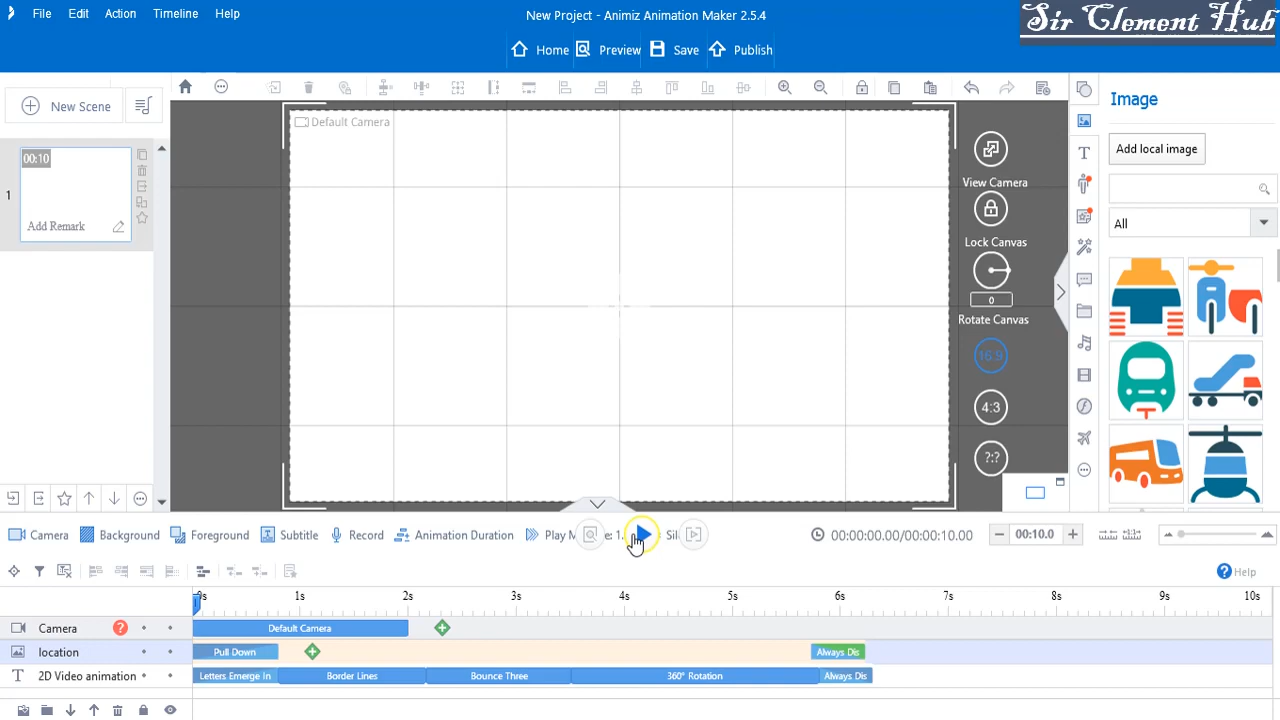 File Edit Action Timeline Help
New Project - Animiz Animation Maker 2.5.4
Sir Clement Hub
Home Preview Save Publish
New Scene
Default Camera
Image
Add local image
All
00:10
1
Add Remark
View Camera
Lock Canvas
0
Rotate Canvas
16:9
4:3
?:?
Camera Background Foreground Subtitle Record Animation Duration Play M e: 1. Sil 00:00:00.00/00:00:10.00 00:10.0
Help
0s 1s 2s 3s 4s 5s 6s 7s 8s 9s 10s
Camera ? Default Camera
location Pull Down Always Dis
2D Video animation Letters Emerge In Border Lines Bounce Three 360° Rotation Always Dis